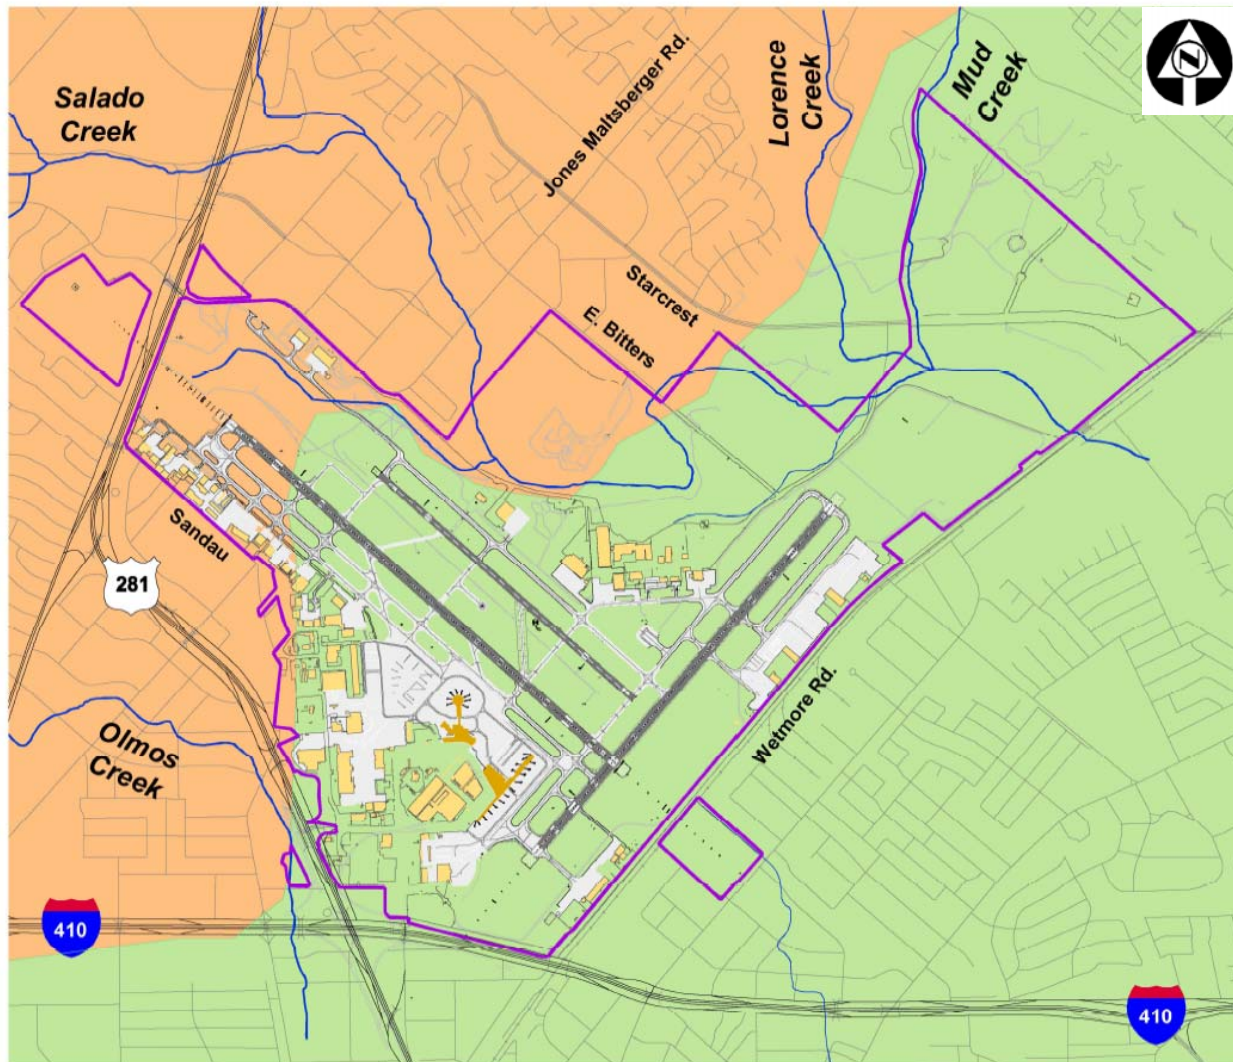 N
Salado
Creek
Jones Maltsberger Rd.
Lorence
Creek
Mud
Creek
Starcrest
E. Bitters
Sandau
281
Olmos
Creek
Wetmore Rd.
410
410